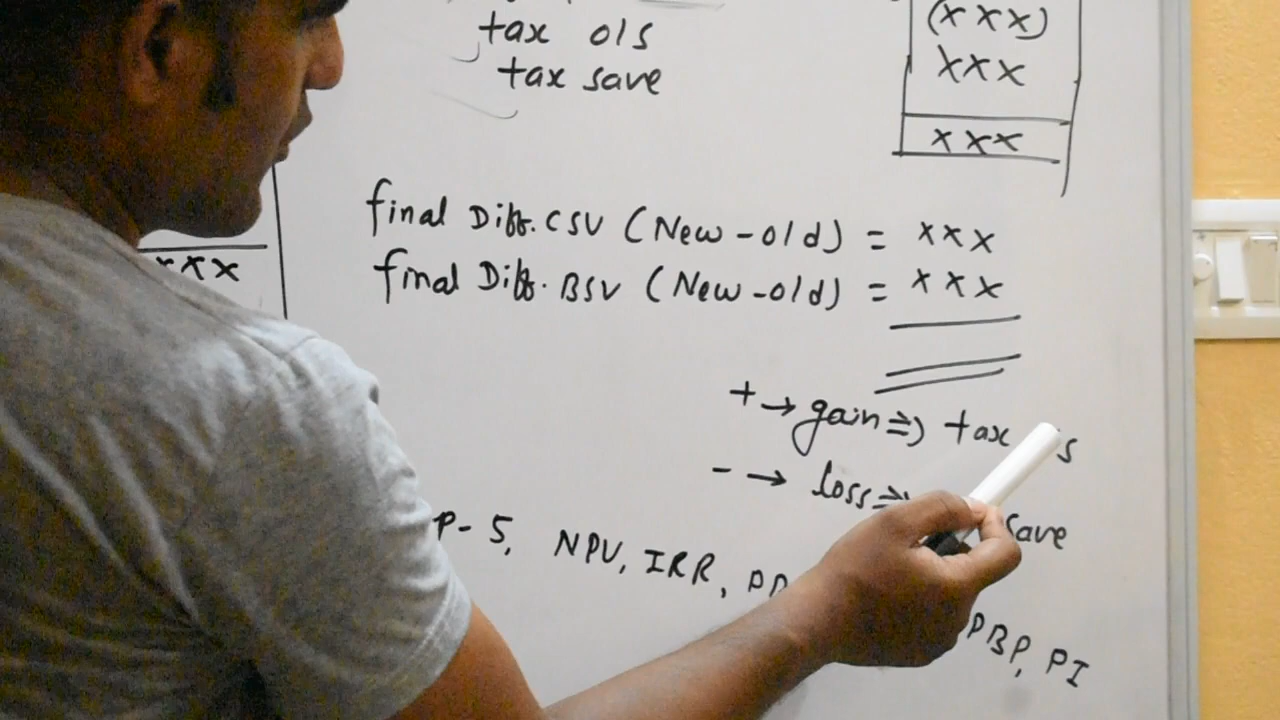 tax o/s
tax save
(xxx)
xxx
xxx
xxx
final Diff. CSV (New-old) = xxx
final Diff. BSV (New-old) = xxx
+ → gain ⇒ tax
- → loss ⇒ save
P-5, NPV, IRR,
PBP, PI